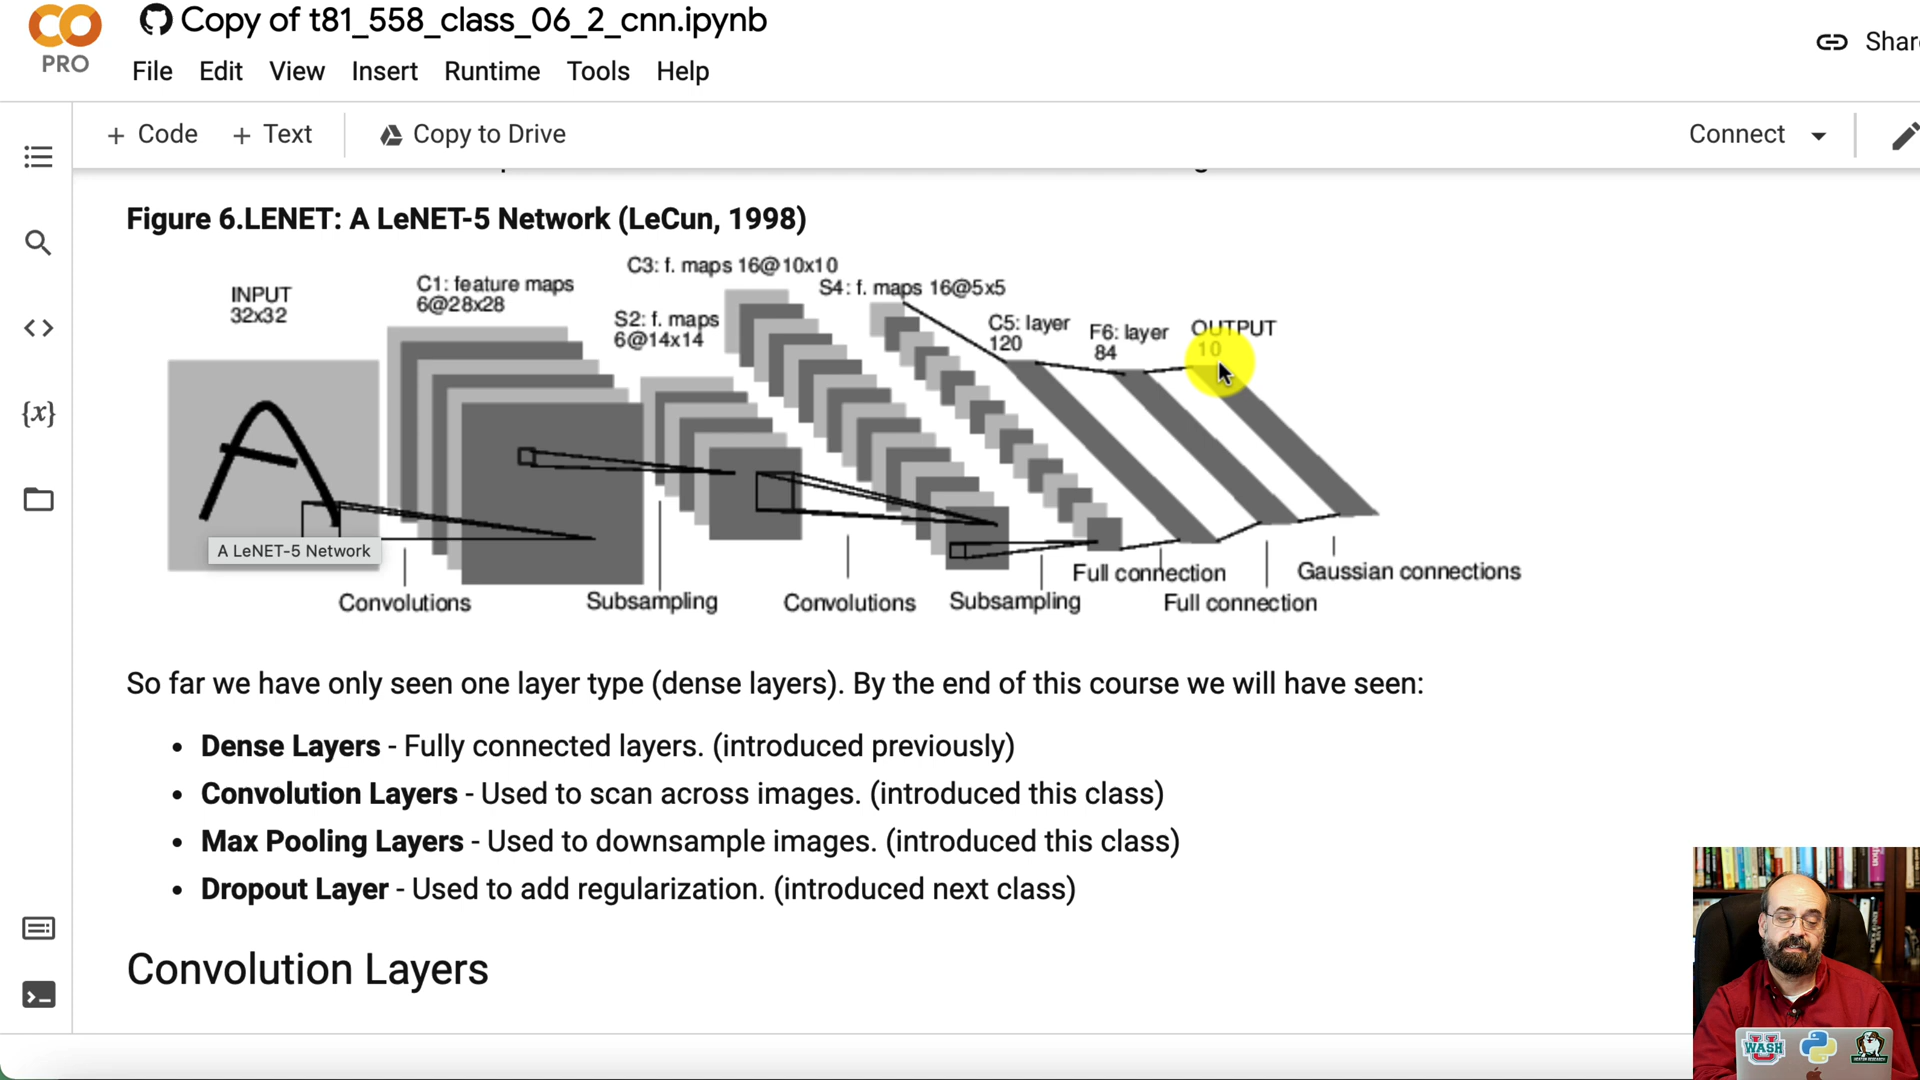 Copy of t81_558_class_06_2_cnn.ipynb
PRO
File Edit View Insert Runtime Tools Help
Shar
+ Code + Text Copy to Drive
Connect
Figure 6.LENET: A LeNET-5 Network (LeCun, 1998)
C3: f. maps 16@10x10
INPUT
32x32
C1: feature maps
6@28x28
S4: f. maps 16@5x5
S2: f. maps
6@14x14
C5: layer
120
F6: layer
84
OUTPUT
10
A LeNET-5 Network
Full connection
Gaussian connections
Convolutions Subsampling Convolutions Subsampling Full connection
{x}
So far we have only seen one layer type (dense layers). By the end of this course we will have seen:
• Dense Layers - Fully connected layers. (introduced previously)
• Convolution Layers - Used to scan across images. (introduced this class)
• Max Pooling Layers - Used to downsample images. (introduced this class)
• Dropout Layer - Used to add regularization. (introduced next class)
Convolution Layers
WASH